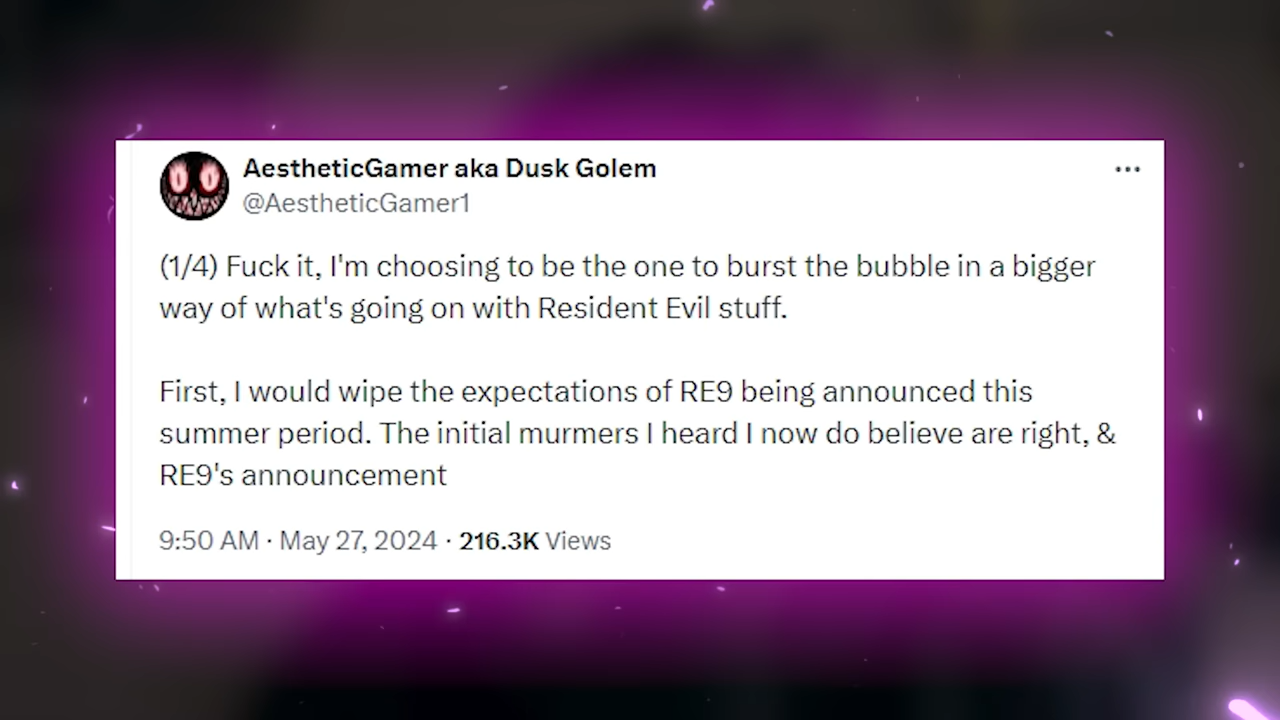 AestheticGamer aka Dusk Golem
@AestheticGamer1
(1/4) Fuck it, I'm choosing to be the one to burst the bubble in a bigger
way of what's going on with Resident Evil stuff.
First, I would wipe the expectations of RE9 being announced this
summer period. The initial murmers I heard I now do believe are right, &
RE9's announcement
9:50 AM · May 27, 2024 · 216.3K Views